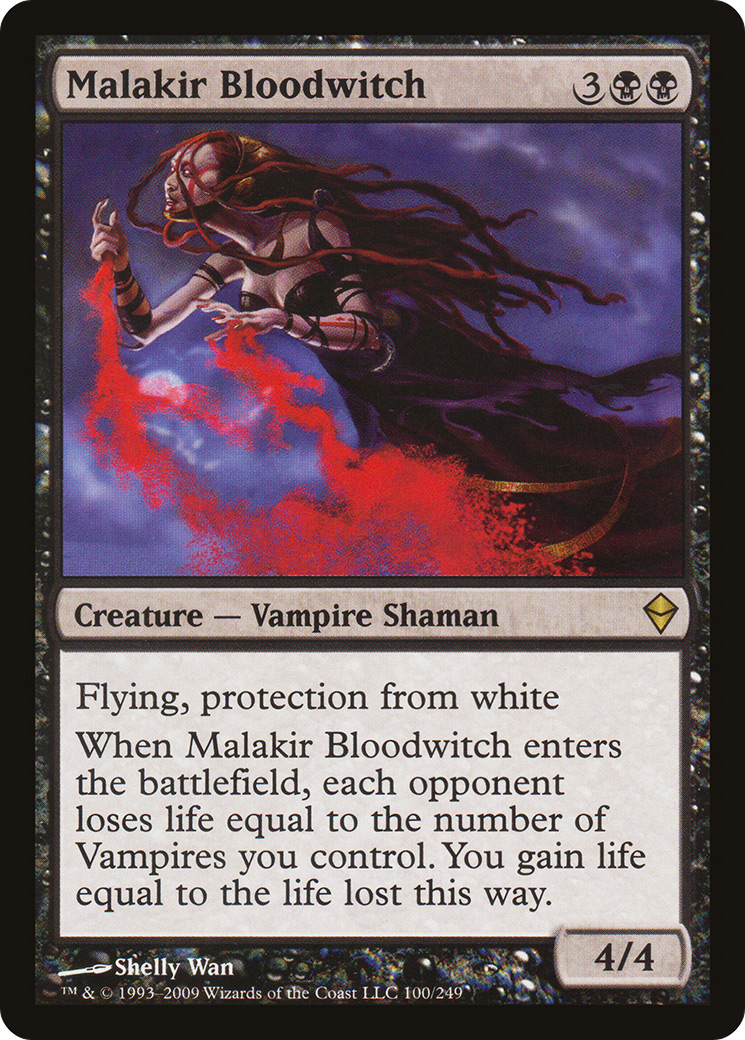 Malakir Bloodwitch 3
Creature — Vampire Shaman
Flying, protection from white
When Malakir Bloodwitch enters
the battlefield, each opponent
loses life equal to the number of
Vampires you control. You gain life
equal to the life lost this way.
4/4
Shelly Wan
™ & © 1993–2009 Wizards of the Coast LLC 100/249